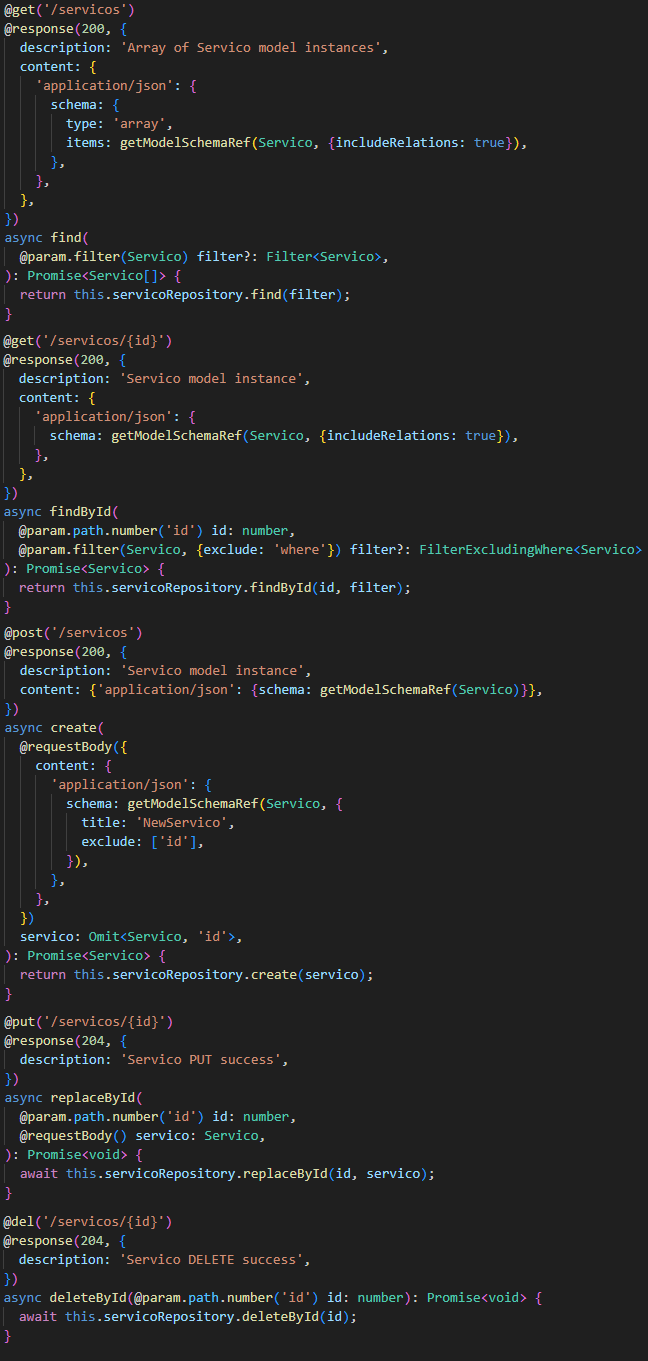 @get('/servicos')
@response(200, {
  description: 'Array of Servico model instances',
  content: {
    'application/json': {
      schema: {
        type: 'array',
        items: getModelSchemaRef(Servico, {includeRelations: true}),
      },
    },
  },
})
async find(
  @param.filter(Servico) filter?: Filter<Servico>,
): Promise<Servico[]> {
  return this.servicoRepository.find(filter);
}
@get('/servicos/{id}')
@response(200, {
  description: 'Servico model instance',
  content: {
    'application/json': {
      schema: getModelSchemaRef(Servico, {includeRelations: true}),
    },
  },
})
async findById(
  @param.path.number('id') id: number,
  @param.filter(Servico, {exclude: 'where'}) filter?: FilterExcludingWhere<Servico>
): Promise<Servico> {
  return this.servicoRepository.findById(id, filter);
}
@post('/servicos')
@response(200, {
  description: 'Servico model instance',
  content: {'application/json': {schema: getModelSchemaRef(Servico)}},
})
async create(
  @requestBody({
    content: {
      'application/json': {
        schema: getModelSchemaRef(Servico, {
          title: 'NewServico',
          exclude: ['id'],
        }),
      },
    },
  })
  servico: Omit<Servico, 'id'>,
): Promise<Servico> {
  return this.servicoRepository.create(servico);
}
@put('/servicos/{id}')
@response(204, {
  description: 'Servico PUT success',
})
async replaceById(
  @param.path.number('id') id: number,
  @requestBody() servico: Servico,
): Promise<void> {
  await this.servicoRepository.replaceById(id, servico);
}
@del('/servicos/{id}')
@response(204, {
  description: 'Servico DELETE success',
})
async deleteById(@param.path.number('id') id: number): Promise<void> {
  await this.servicoRepository.deleteById(id);
}